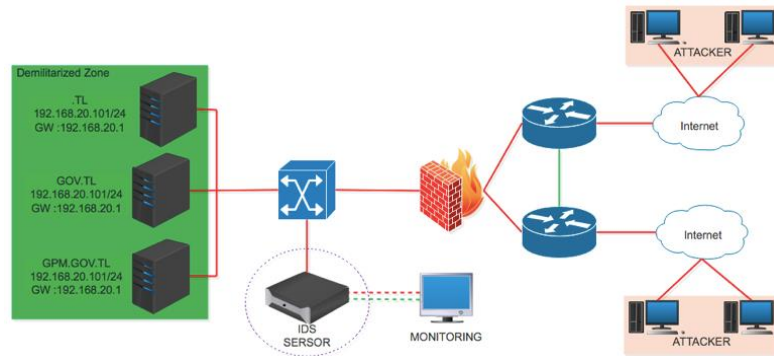 Demilitarized Zone
.TL
192.168.20.101/24
GW :192.168.20.1
GOV.TL
192.168.20.101/24
GW :192.168.20.1
GPM.GOV.TL
192.168.20.101/24
GW :192.168.20.1
IDS
SERSOR
MONITORING
ATTACKER
Internet
Internet
ATTACKER